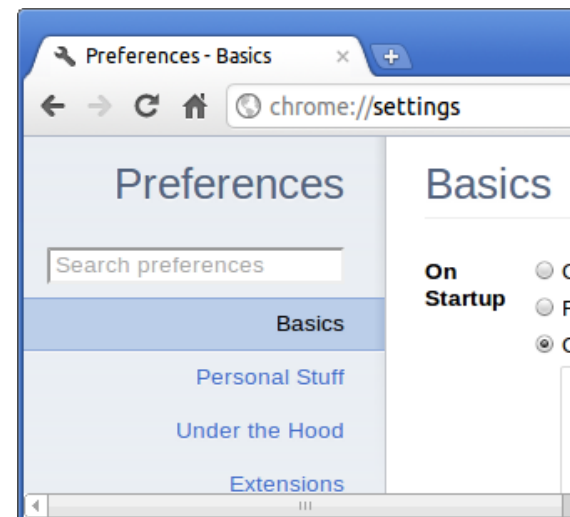 Preferences - Basics
chrome://settings
Preferences
Search preferences
Basics
Personal Stuff
Under the Hood
Extensions
Basics
On
Startup